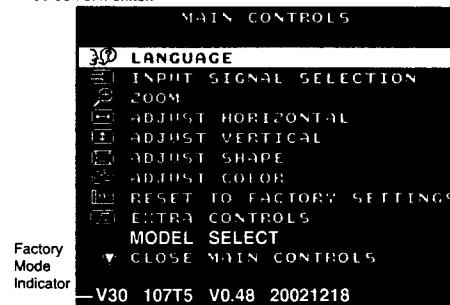 MAIN CONTROLS
LANGUAGE
INPUT SIGNAL SELECTION
ZOOM
ADJUST HORIZONTAL
ADJUST VERTICAL
ADJUST SHAPE
ADJUST COLOR
RESET TO FACTORY SETTINGS
EXTRA CONTROLS
MODEL SELECT
CLOSE MAIN CONTROLS
Factory
Mode
Indicator
V30 107T5 V0.48 20021218